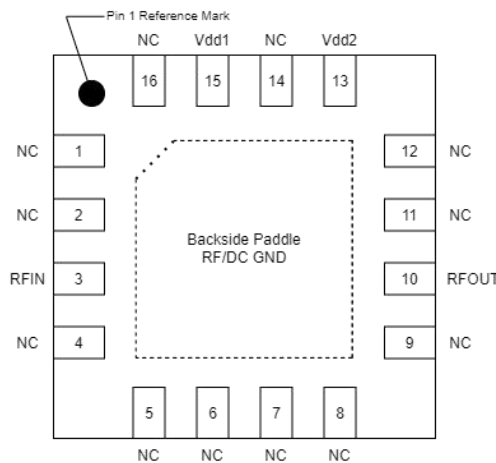 Pin 1 Reference Mark
NC Vdd1 NC Vdd2
16 15 14 13
NC 1 12 NC
NC 2 11 NC
Backside Paddle
RF/DC GND
RFIN 3 10 RFOUT
NC 4 9 NC
5 6 7 8
NC NC NC NC